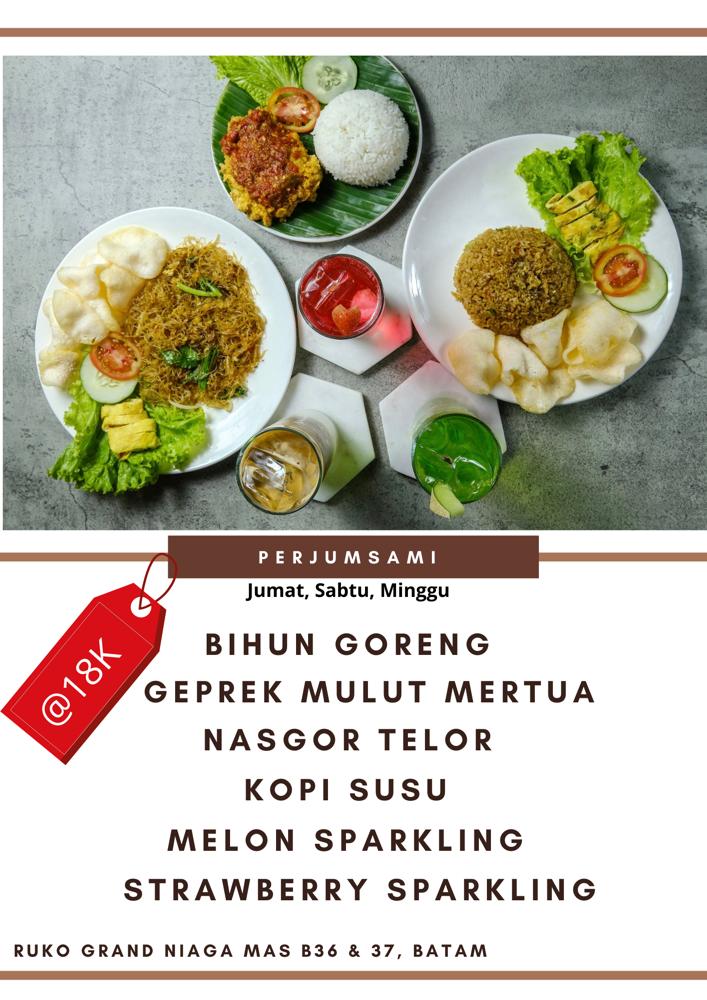 PERJUMSAMI
Jumat, Sabtu, Minggu
@18K
BIHUN GORENG
GEPREK MULUT MERTUA
NASGOR TELOR
KOPI SUSU
MELON SPARKLING
STRAWBERRY SPARKLING
RUKO GRAND NIAGA MAS B36 & 37, BATAM